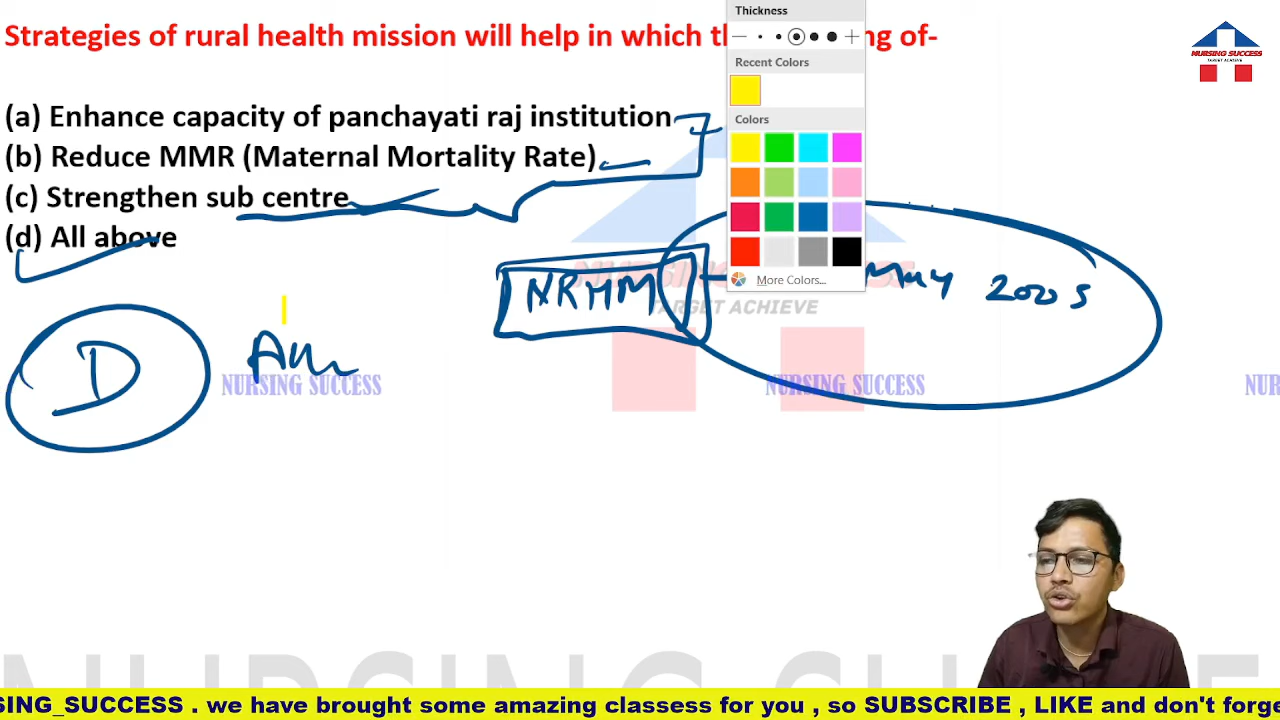 Thickness
Strategies of rural health mission will help in which th ng of-
NURSING SUCCESS
TARGET ACHIEVE
Recent Colors
(a) Enhance capacity of panchayati raj institution
Colors
(b) Reduce MMR (Maternal Mortality Rate)
(c) Strengthen sub centre
(d) All above
More Colors...
NRHM
May 2005
TARGET ACHIEVE
D
NURSING SUCCESS
NURSING SUCCESS
NURS
SING_SUCCESS . we have brought some amazing classess for you , so SUBSCRIBE , LIKE and don't forge